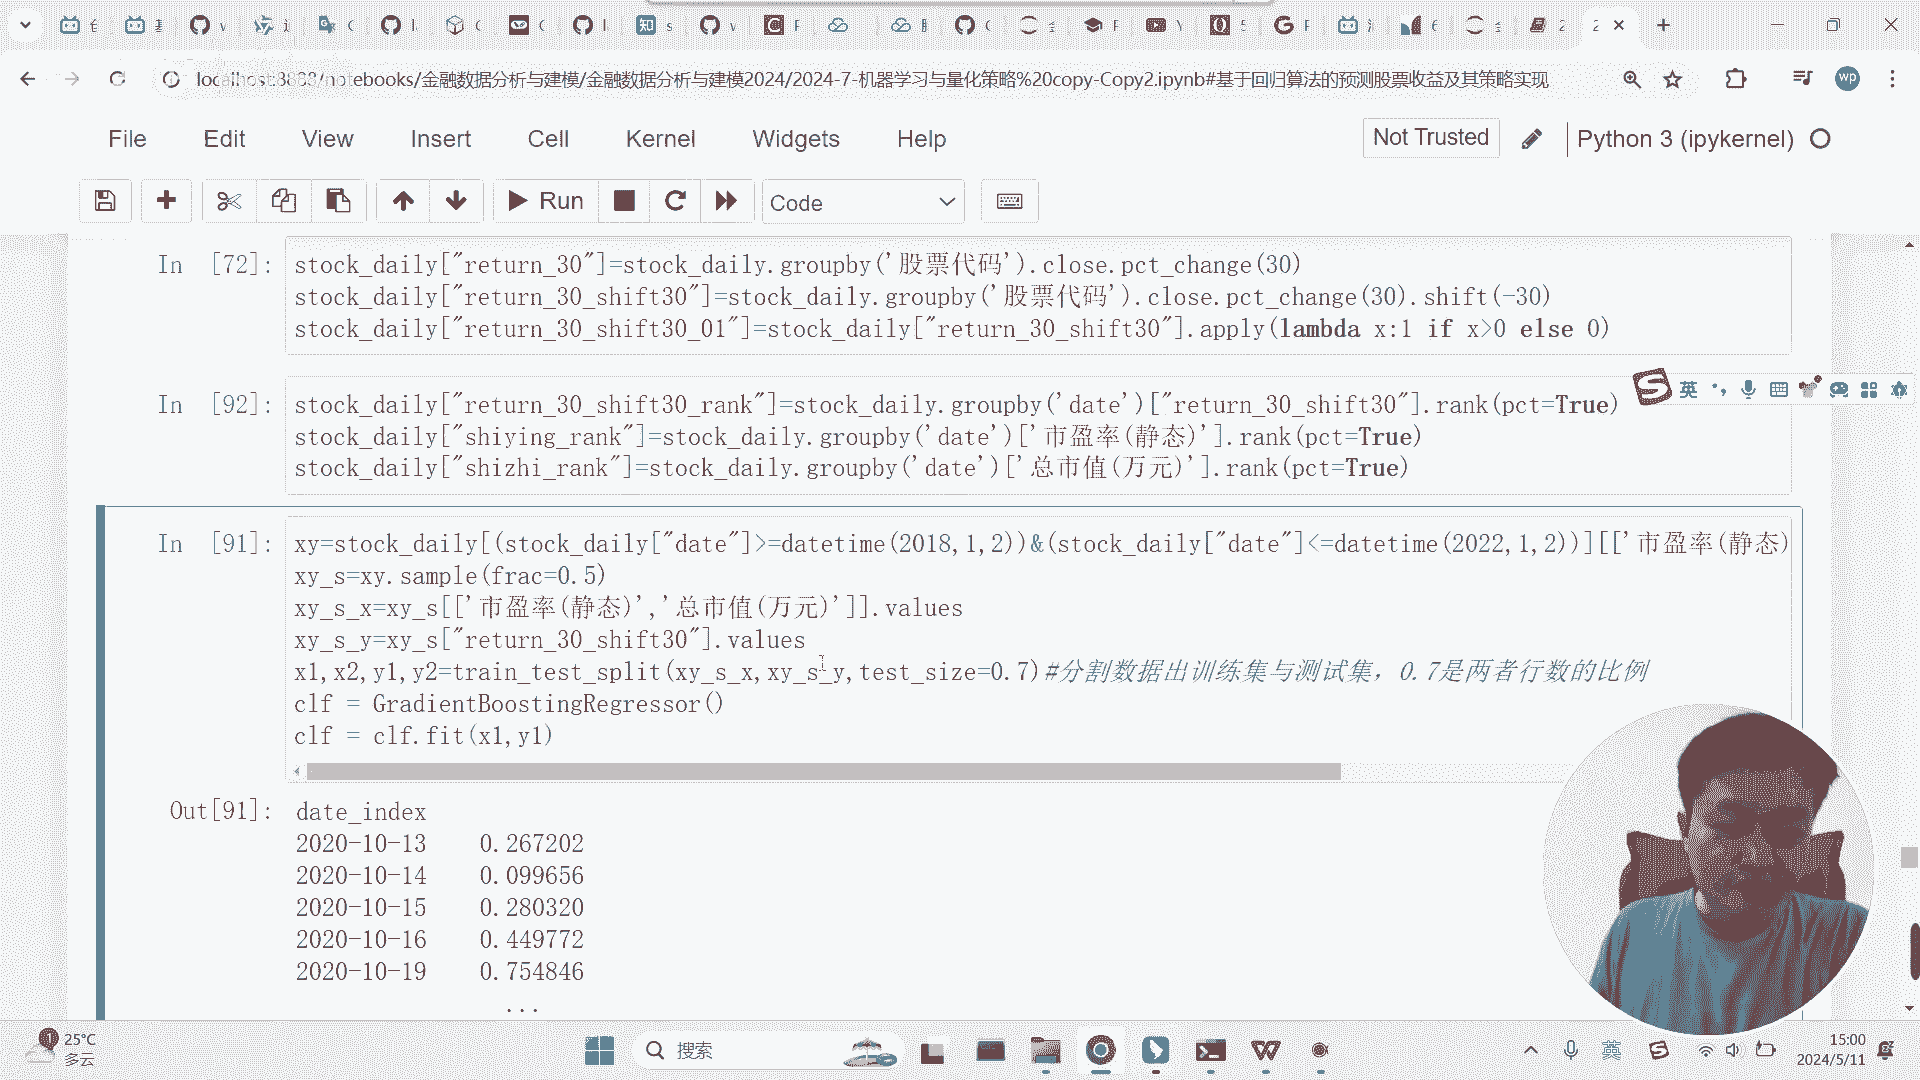 localhost:8888/notebooks/金融数据分析与建模/金融数据分析与建模2024/2024-7-机器学习与量化策略%20copy-Copy2.ipynb#基于回归算法的预测股票收益及其策略实现
wp
File Edit View Insert Cell Kernel Widgets Help
Not Trusted
Python 3 (ipykernel)
Run
Code
In [72]:
stock_daily["return_30"]=stock_daily.groupby('股票代码').close.pct_change(30)
stock_daily["return_30_shift30"]=stock_daily.groupby('股票代码').close.pct_change(30).shift(-30)
stock_daily["return_30_shift30_01"]=stock_daily["return_30_shift30"].apply(lambda x:1 if x>0 else 0)
In [92]:
stock_daily["return_30_shift30_rank"]=stock_daily.groupby('date')["return_30_shift30"].rank(pct=True)
stock_daily["shiying_rank"]=stock_daily.groupby('date')['市盈率(静态)'].rank(pct=True)
stock_daily["shizhi_rank"]=stock_daily.groupby('date')['总市值(万元)'].rank(pct=True)
英
In [91]:
xy=stock_daily[(stock_daily["date"]>=datetime(2018,1,2))&(stock_daily["date"]<=datetime(2022,1,2))][['市盈率(静态)
xy_s=xy.sample(frac=0.5)
xy_s_x=xy_s[['市盈率(静态)','总市值(万元)']].values
xy_s_y=xy_s["return_30_shift30"].values
x1,x2,y1,y2=train_test_split(xy_s_x,xy_s_y,test_size=0.7)#分割数据出训练集与测试集，0.7是两者行数的比例
clf = GradientBoostingRegressor()
clf = clf.fit(x1,y1)
Out[91]:
date_index
2020-10-13 0.267202
2020-10-14 0.099656
2020-10-15 0.280320
2020-10-16 0.449772
2020-10-19 0.754846
...
1
25°C
多云
搜索
英
15:00
2024/5/11